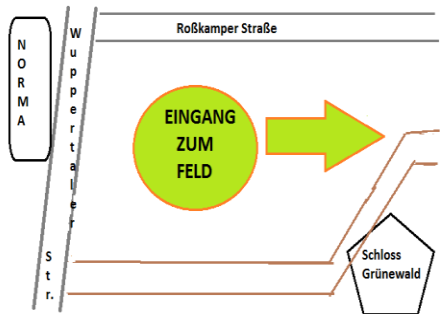 NORMA
Wuppertaler Str.
Roßkamper Straße
EINGANG
ZUM
FELD
Schloss
Grünewald